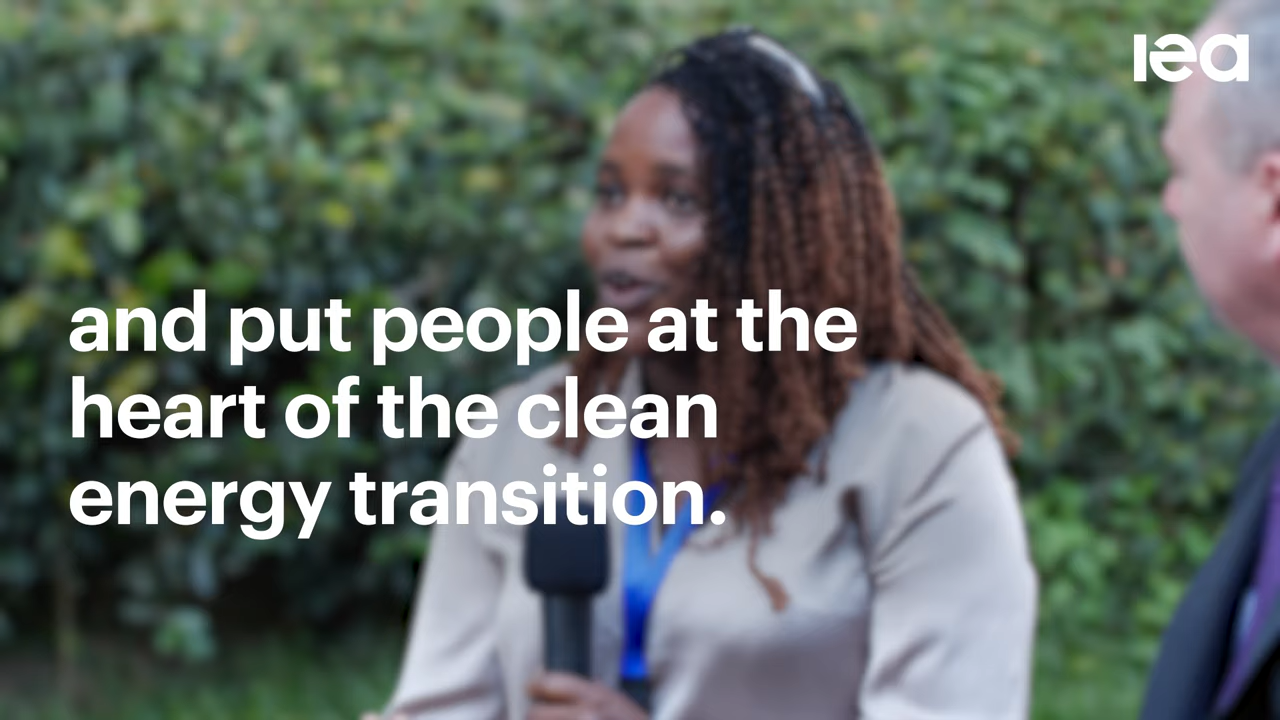 iea
and put people at the
heart of the clean
energy transition.